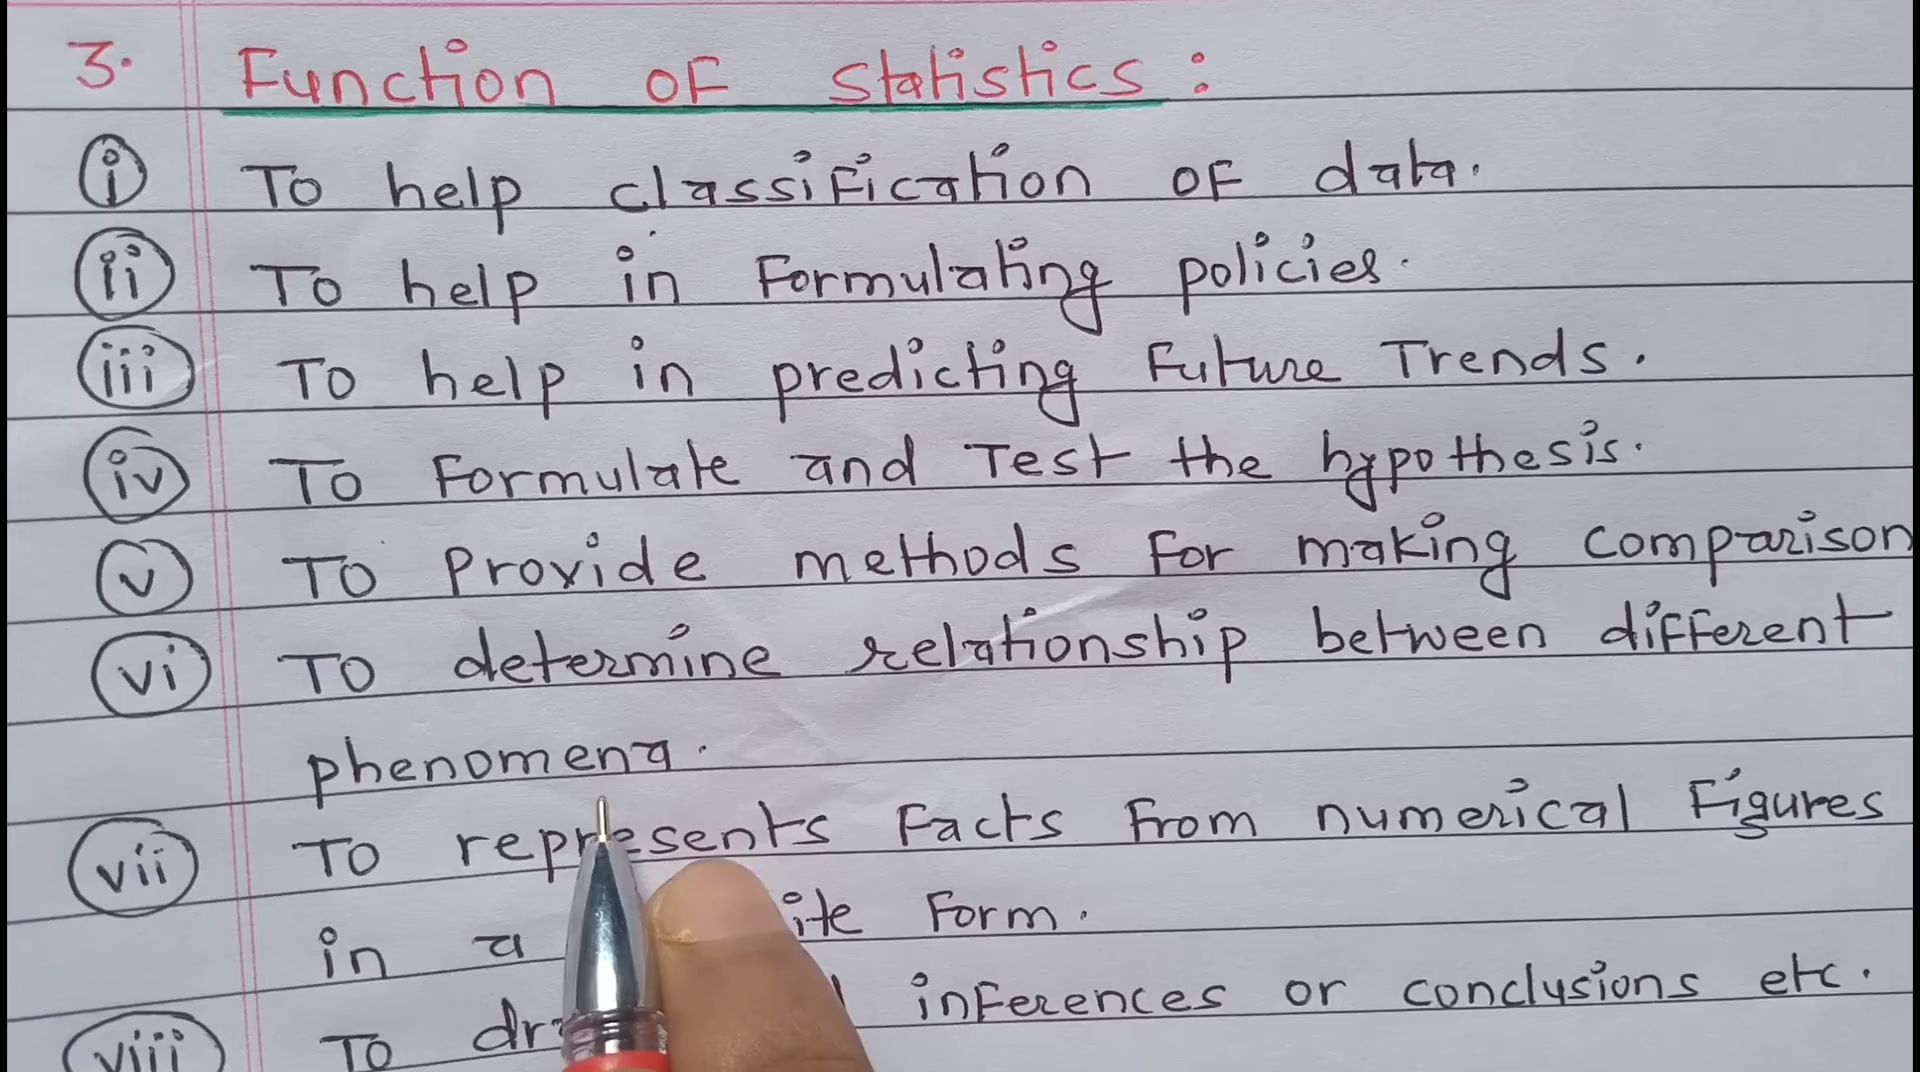 3. Function of Statistics :
i To help classification of data.
ii To help in Formulating policies.
iii To help in predicting Future Trends.
iv To Formulate and Test the hypothesis.
v To Provide methods For making comparison
vi To determine relationship between different
phenomena.
vii To represents Facts From numerical Figures
in a Form.
viii To inferences or conclusions etc.